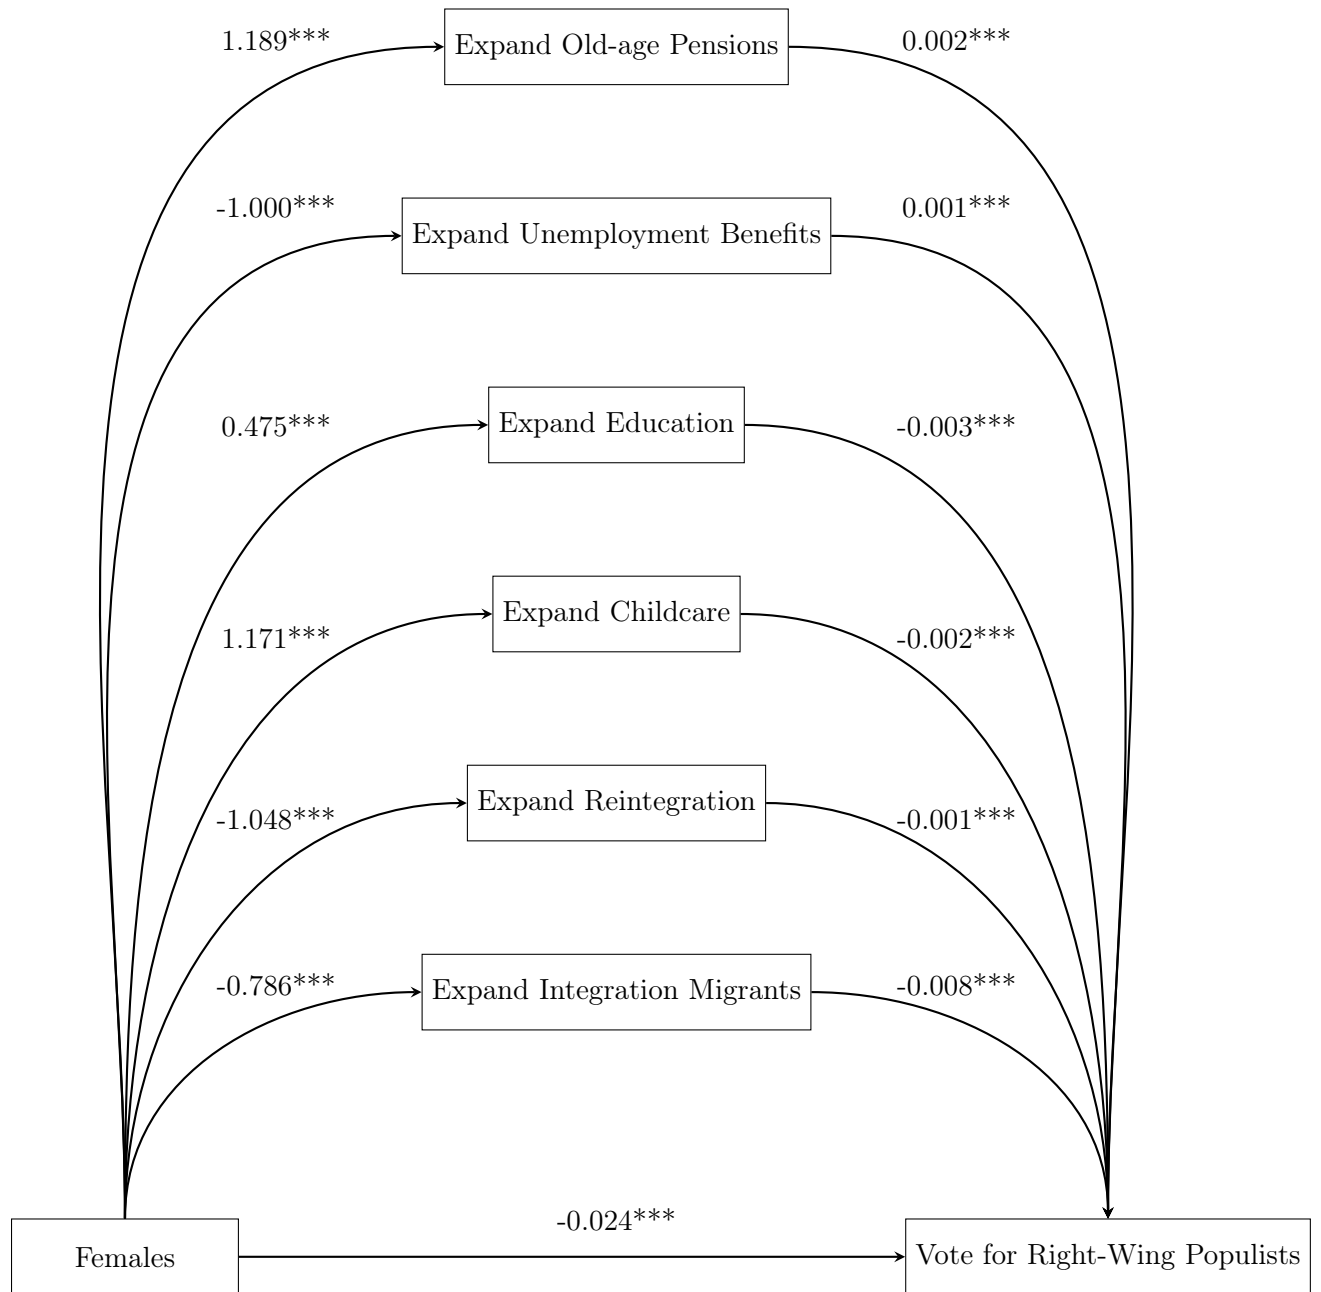 1.189*** Expand Old-age Pensions 0.002***
-1.000*** Expand Unemployment Benefits 0.001***
0.475*** Expand Education -0.003***
1.171*** Expand Childcare -0.002***
-1.048*** Expand Reintegration -0.001***
-0.786*** Expand Integration Migrants -0.008***
-0.024***
Females Vote for Right-Wing Populists